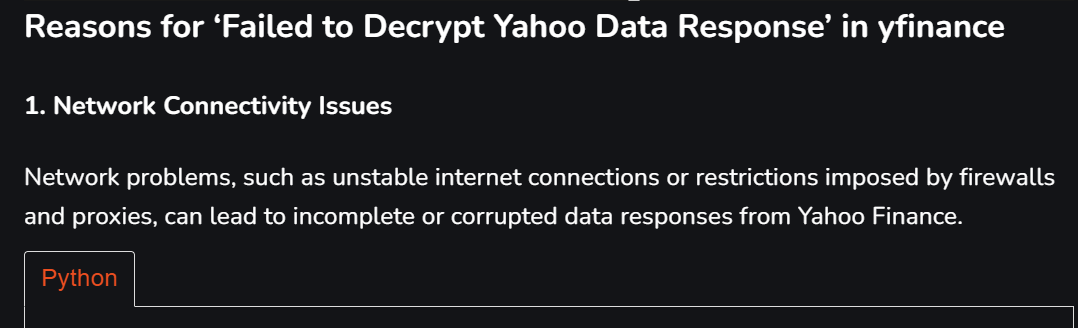 Reasons for ‘Failed to Decrypt Yahoo Data Response’ in yfinance
1. Network Connectivity Issues
Network problems, such as unstable internet connections or restrictions imposed by firewalls
and proxies, can lead to incomplete or corrupted data responses from Yahoo Finance.
Python